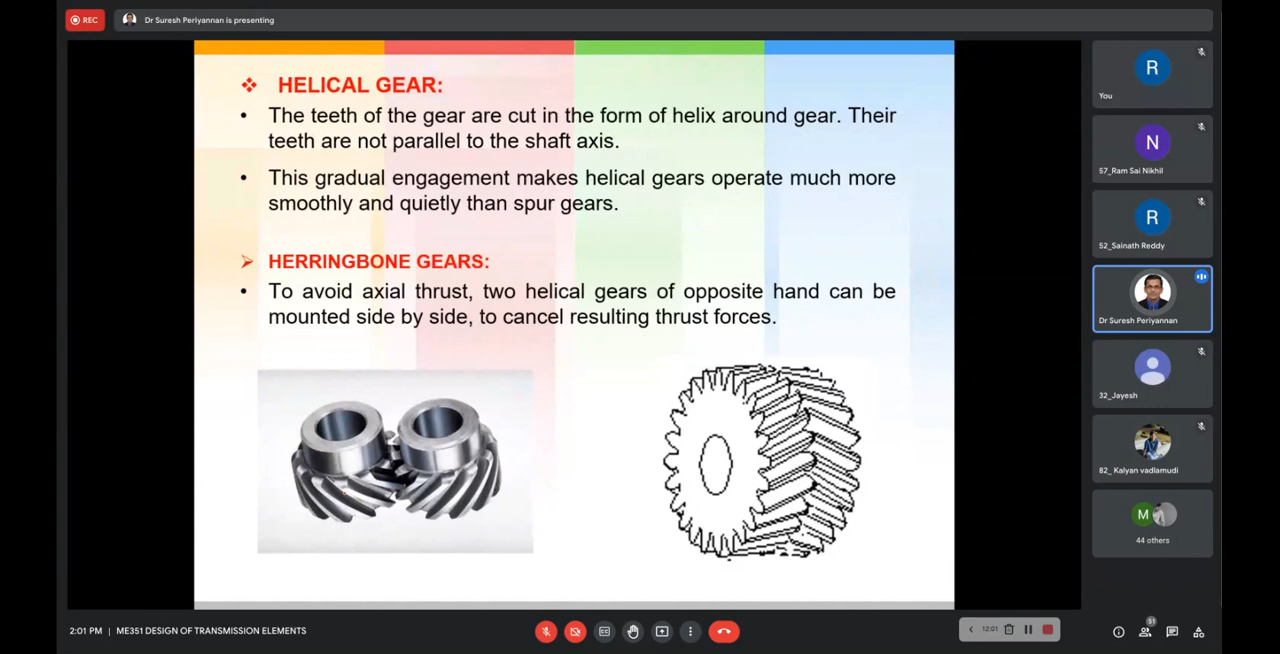 REC
Dr Suresh Periyannan is presenting
HELICAL GEAR:
• The teeth of the gear are cut in the form of helix around gear. Their
teeth are not parallel to the shaft axis.
• This gradual engagement makes helical gears operate much more
smoothly and quietly than spur gears.
HERRINGBONE GEARS:
• To avoid axial thrust, two helical gears of opposite hand can be
mounted side by side, to cancel resulting thrust forces.
R
You
N
57_Ram Sai Nikhil
R
52_Sainath Reddy
Dr Suresh Periyannan
32_Jayesh
82_ Kalyan vadlamudi
M
44 others
2:01 PM | ME351 DESIGN OF TRANSMISSION ELEMENTS
CC
12:01
51